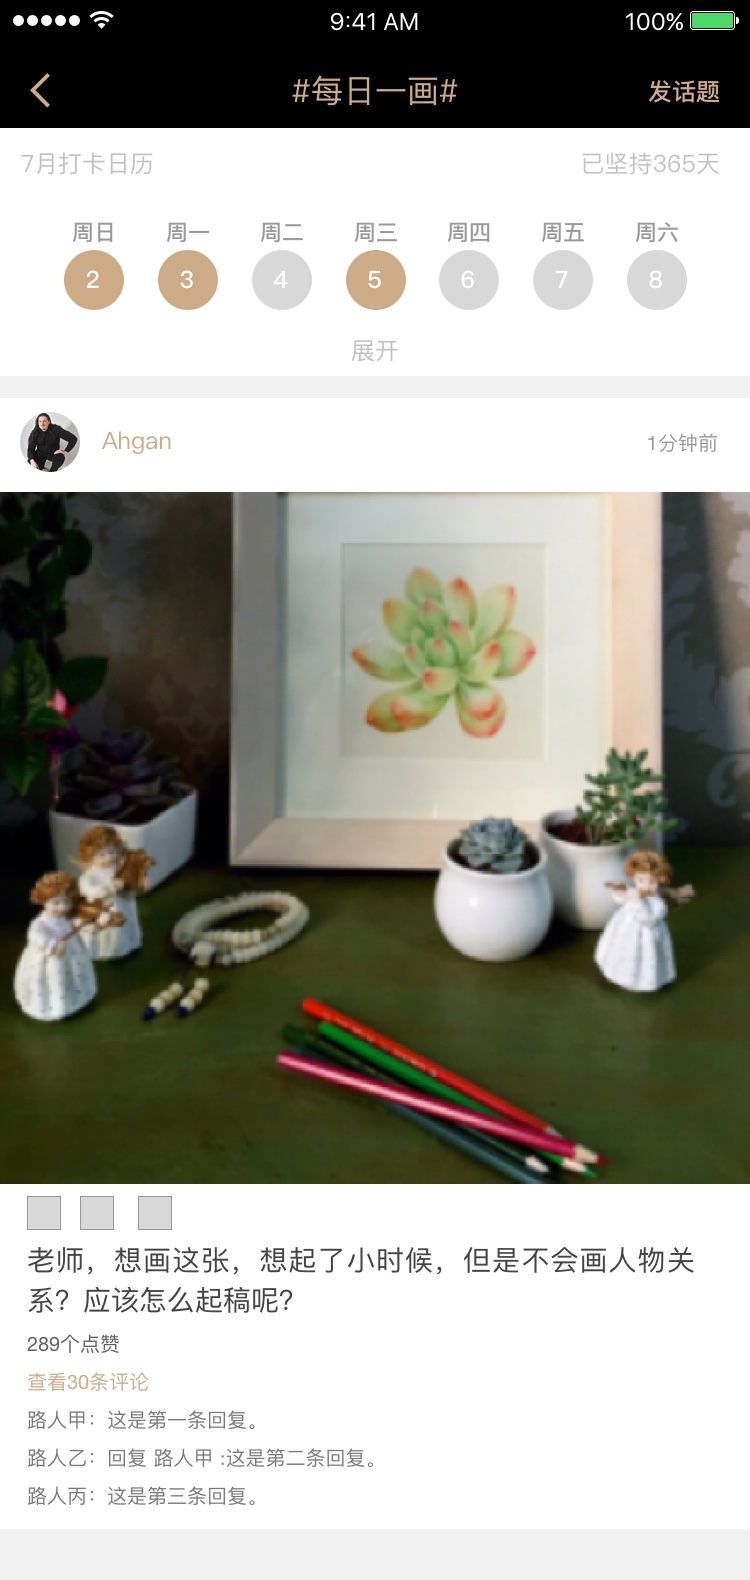 9:41 AM 100%
#每日一画# 发话题
7月打卡日历 已坚持365天
周日 周一 周二 周三 周四 周五 周六
2 3 4 5 6 7 8
展开
Ahgan 1分钟前
老师，想画这张，想起了小时候，但是不会画人物关
系？应该怎么起稿呢？
289个点赞
查看30条评论
路人甲：这是第一条回复。
路人乙：回复 路人甲 :这是第二条回复。
路人丙：这是第三条回复。